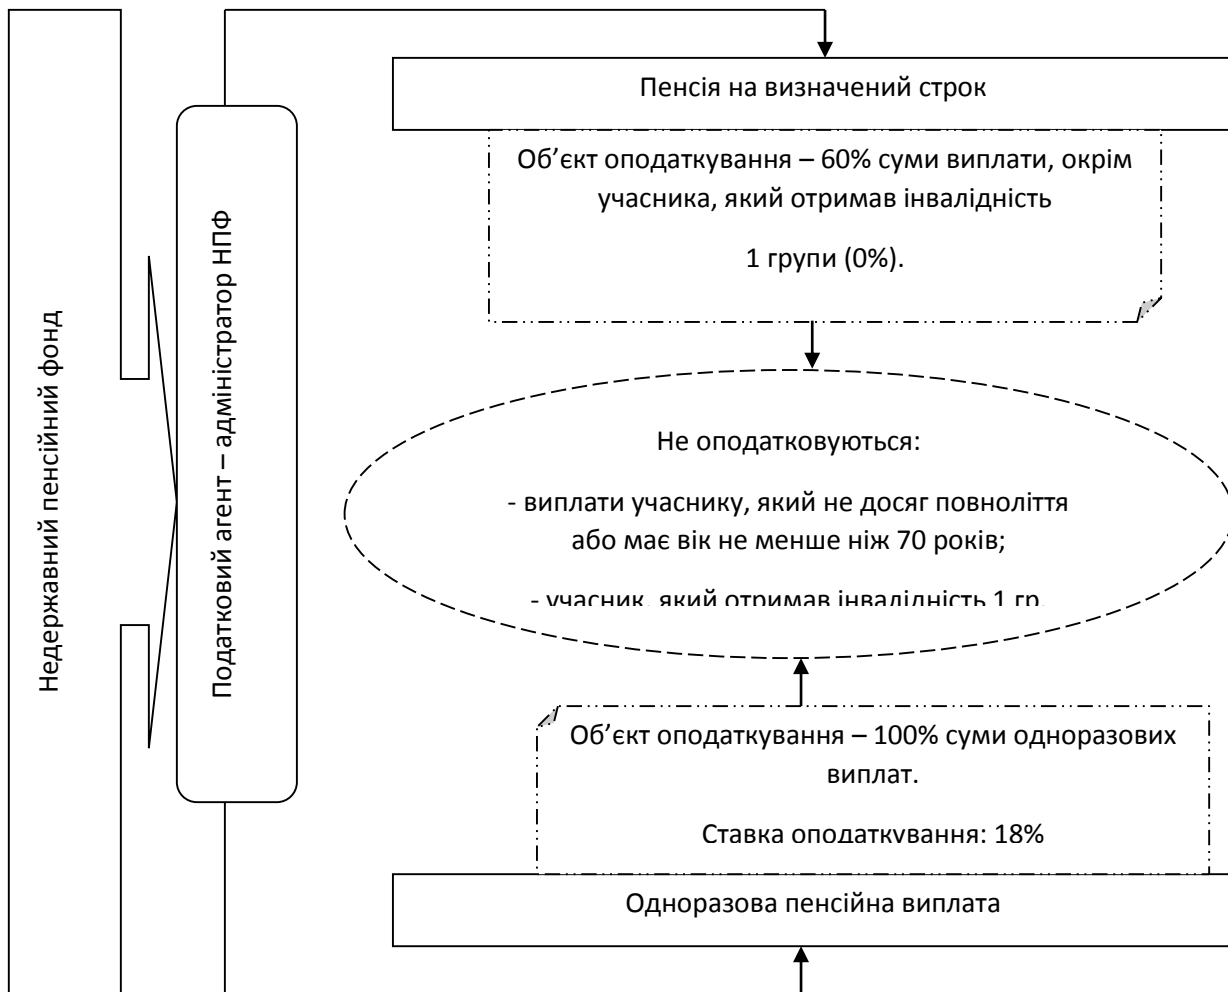 Недержавний пенсійний фонд
Податковий агент – адміністратор НПФ
Пенсія на визначений строк
Об’єкт оподаткування – 60% суми виплати, окрім
учасника, який отримав інвалідність
1 групи (0%).
Не оподатковуються:
- виплати учаснику, який не досяг повноліття
або має вік не менше ніж 70 років;
- учасник, який отримав інвалідність 1 гр.
Об’єкт оподаткування – 100% суми одноразових
виплат.
Ставка оподаткування: 18%
Одноразова пенсійна виплата